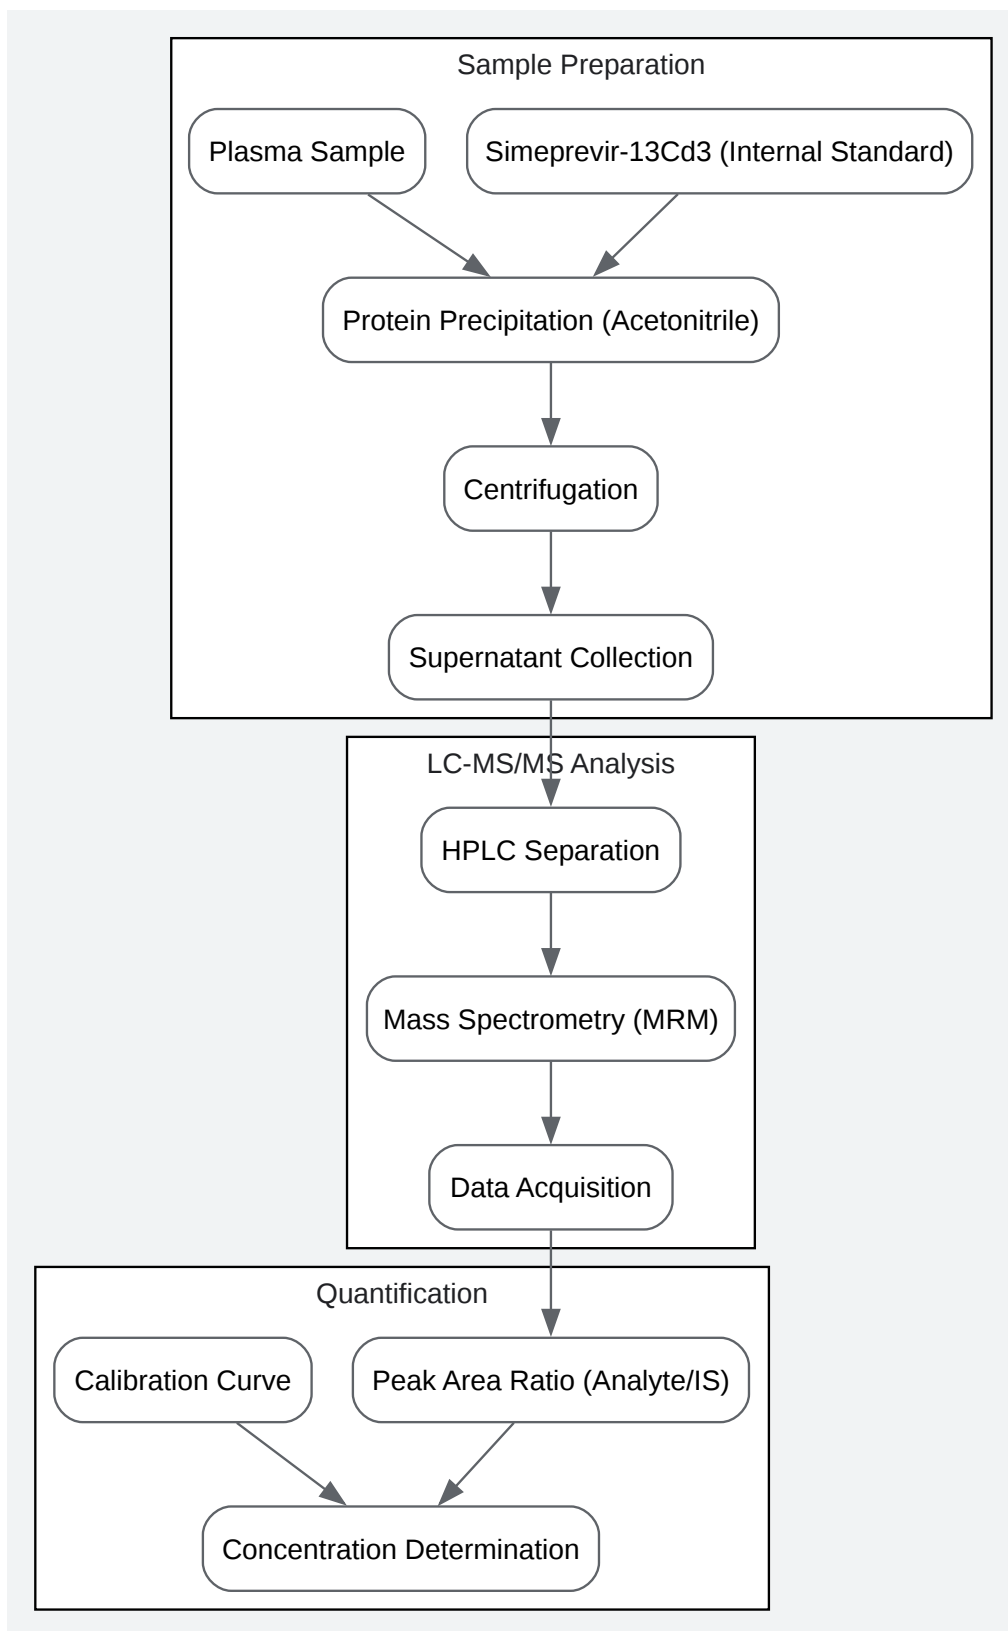 Sample Preparation
Plasma Sample
Simeprevir-13Cd3 (Internal Standard)
Protein Precipitation (Acetonitrile)
Centrifugation
Supernatant Collection
LC-MS/MS Analysis
HPLC Separation
Mass Spectrometry (MRM)
Data Acquisition
Quantification
Calibration Curve
Peak Area Ratio (Analyte/IS)
Concentration Determination